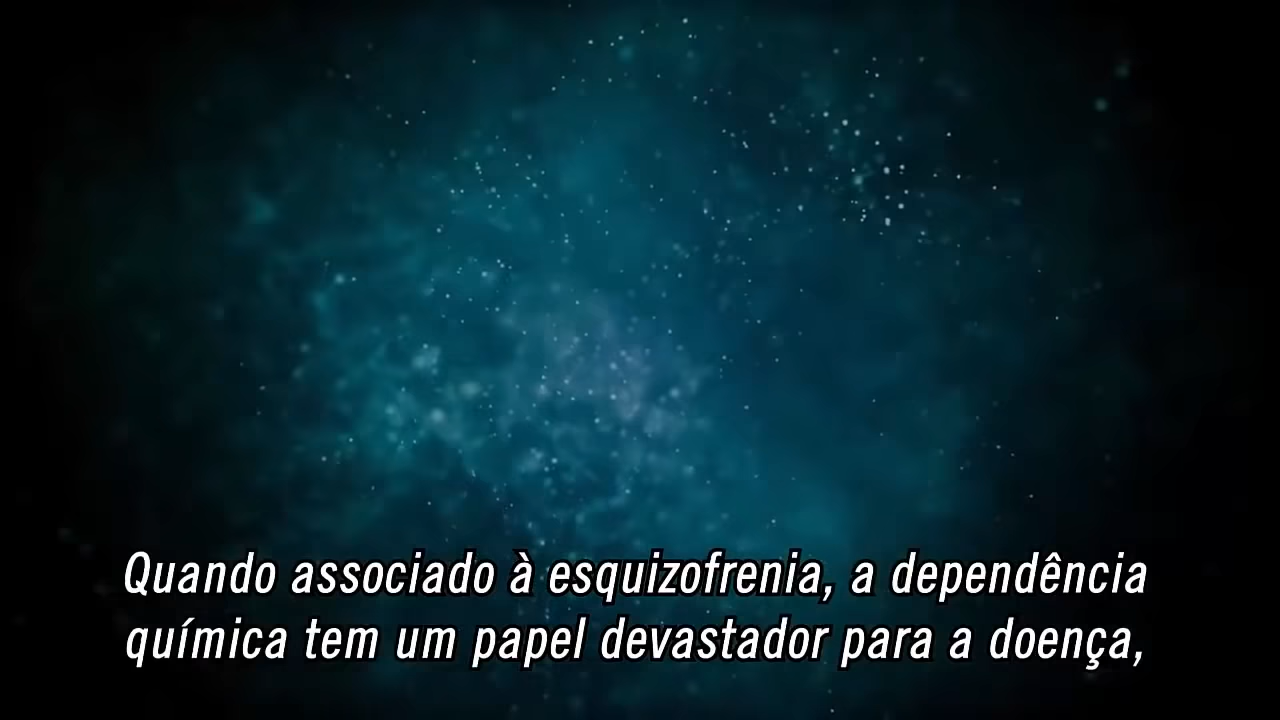 Quando associado à esquizofrenia, a dependência
química tem um papel devastador para a doença,